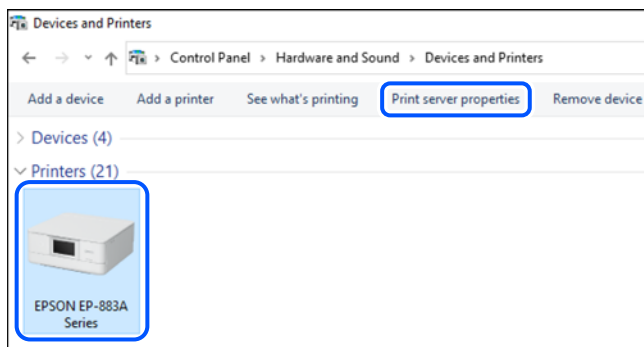 Devices and Printers
Control Panel > Hardware and Sound > Devices and Printers
Add a device Add a printer See what's printing Print server properties Remove device
Devices (4)
Printers (21)
EPSON EP-883A
Series